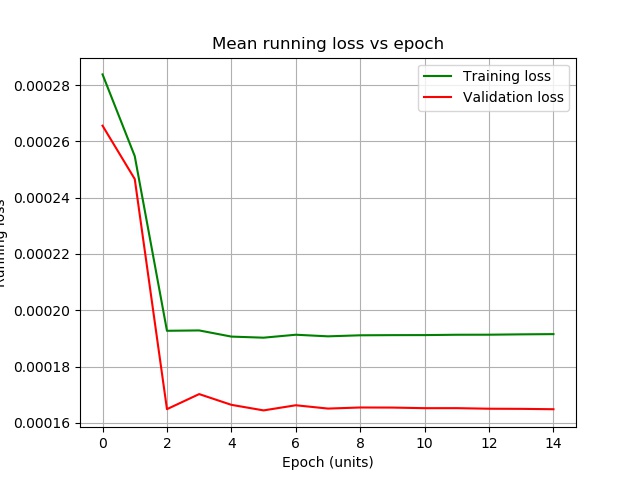 Mean running loss vs epoch
Training loss
Validation loss
0.00028
0.00026
0.00024
0.00022
0.00020
0.00018
0.00016
Running loss
0 2 4 6 8 10 12 14
Epoch (units)